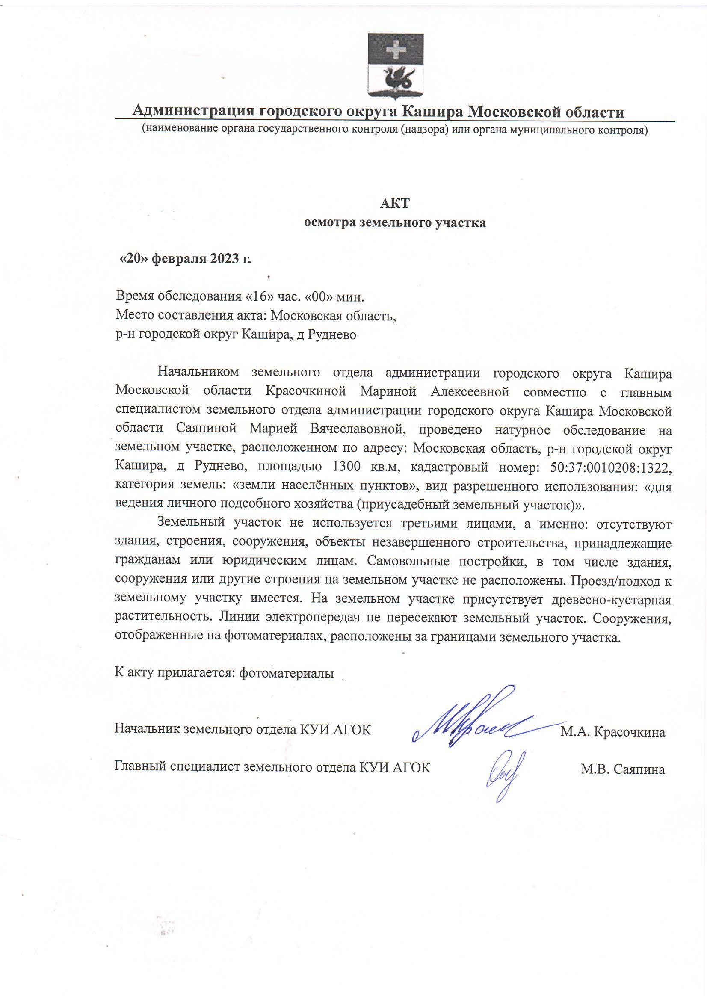 Администрация городского округа Кашира Московской области
(наименование органа государственного контроля (надзора) или органа муниципального контроля)
АКТ
осмотра земельного участка
«20» февраля 2023 г.
Время обследования «16» час. «00» мин.
Место составления акта: Московская область,
р-н городской округ Кашира, д Руднево
Начальником земельного отдела администрации городского округа Кашира
Московской области Красочкиной Мариной Алексеевной совместно с главным
специалистом земельного отдела администрации городского округа Кашира Московской
области Саяпиной Марией Вячеславовной, проведено натурное обследование на
земельном участке, расположенном по адресу: Московская область, р-н городской округ
Кашира, д Руднево, площадью 1300 кв.м, кадастровый номер: 50:37:0010208:1322,
категория земель: «земли населённых пунктов», вид разрешенного использования: «для
ведения личного подсобного хозяйства (приусадебный земельный участок)».
Земельный участок не используется третьими лицами, а именно: отсутствуют
здания, строения, сооружения, объекты незавершенного строительства, принадлежащие
гражданам или юридическим лицам. Самовольные постройки, в том числе здания,
сооружения или другие строения на земельном участке не расположены. Проезд/подход к
земельному участку имеется. На земельном участке присутствует древесно-кустарная
растительность. Линии электропередач не пересекают земельный участок. Сооружения,
отображенные на фотоматериалах, расположены за границами земельного участка.
К акту прилагается: фотоматериалы
Начальник земельного отдела КУИ АГОК М.А. Красочкина
Главный специалист земельного отдела КУИ АГОК М.В. Саяпина